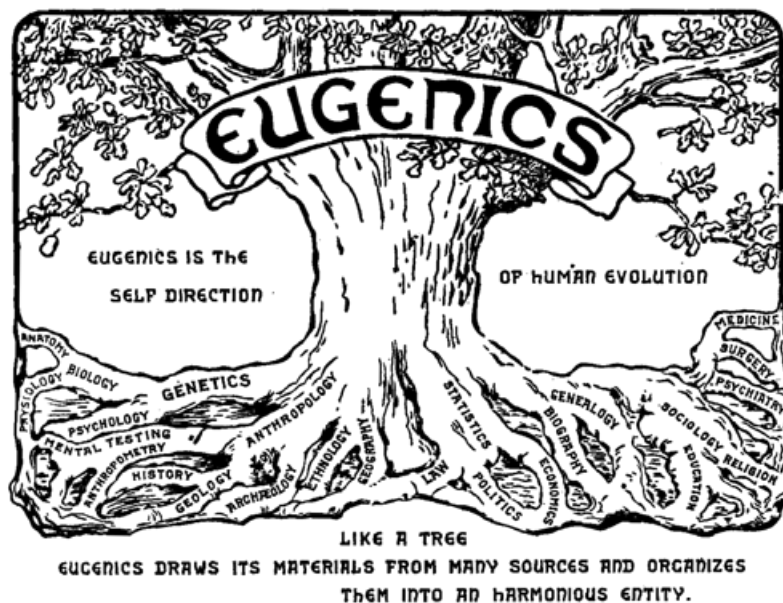 EUGENICS
EUGENICS IS THE
SELF DIRECTION
OF HUMAN EVOLUTION
ANATOMY
BIOLOGY
PHYSIOLOGY
GENETICS
PSYCHOLOGY
MENTAL TESTING
ANTHROPOMETRY
HISTORY
GEOLOGY
ANTHROPOLOGY
ARCHÆOLOGY
ETHNOLOGY
GEOGRAPHY
LAW
STATISTICS
POLITICS
ECONOMICS
BIOGRAPHY
GENEALOGY
EDUCATION
SOCIOLOGY
RELIGION
PSYCHIATRY
SURGERY
MEDICINE
LIKE A TREE
EUGENICS DRAWS ITS MATERIALS FROM MANY SOURCES AND ORGANIZES
THEM INTO AN HARMONIOUS ENTITY.